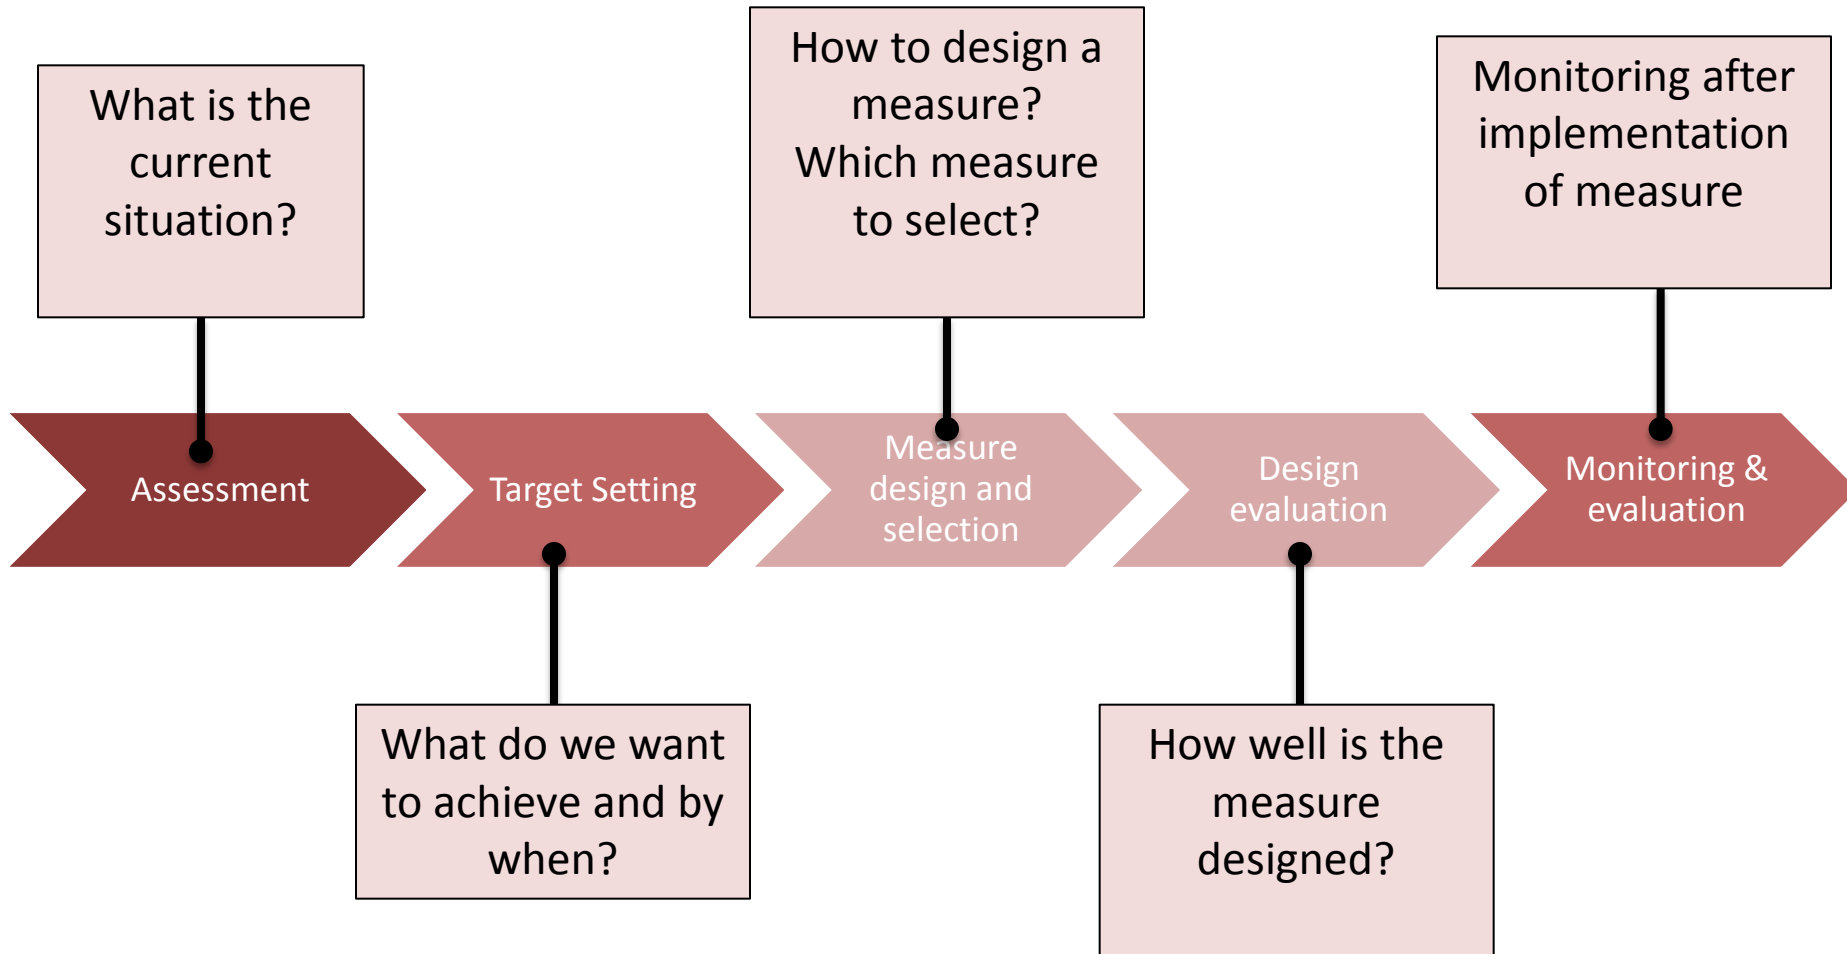 What is the
current
situation?
How to design a
measure?
Which measure
to select?
Monitoring after
implementation
of measure
Assessment
Target Setting
Measure
design and
selection
Design
evaluation
Monitoring &
evaluation
What do we want
to achieve and by
when?
How well is the
measure
designed?